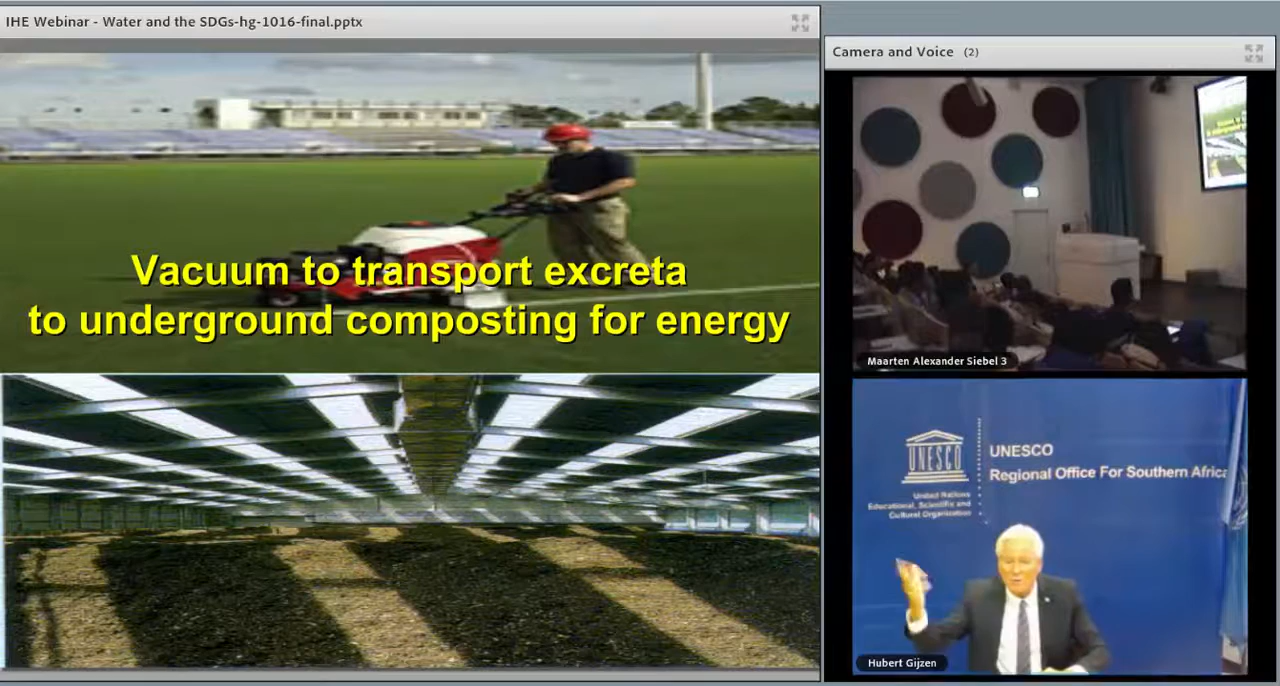 IHE Webinar - Water and the SDGs-hg-1016-final.pptx
Vacuum to transport excreta
to underground composting for energy
Camera and Voice (2)
Maarten Alexander Siebel 3
UNESCO
UNESCO
Regional Office For Southern Africa
United Nations
Educational, Scientific and
Cultural Organization
Hubert Gijzen